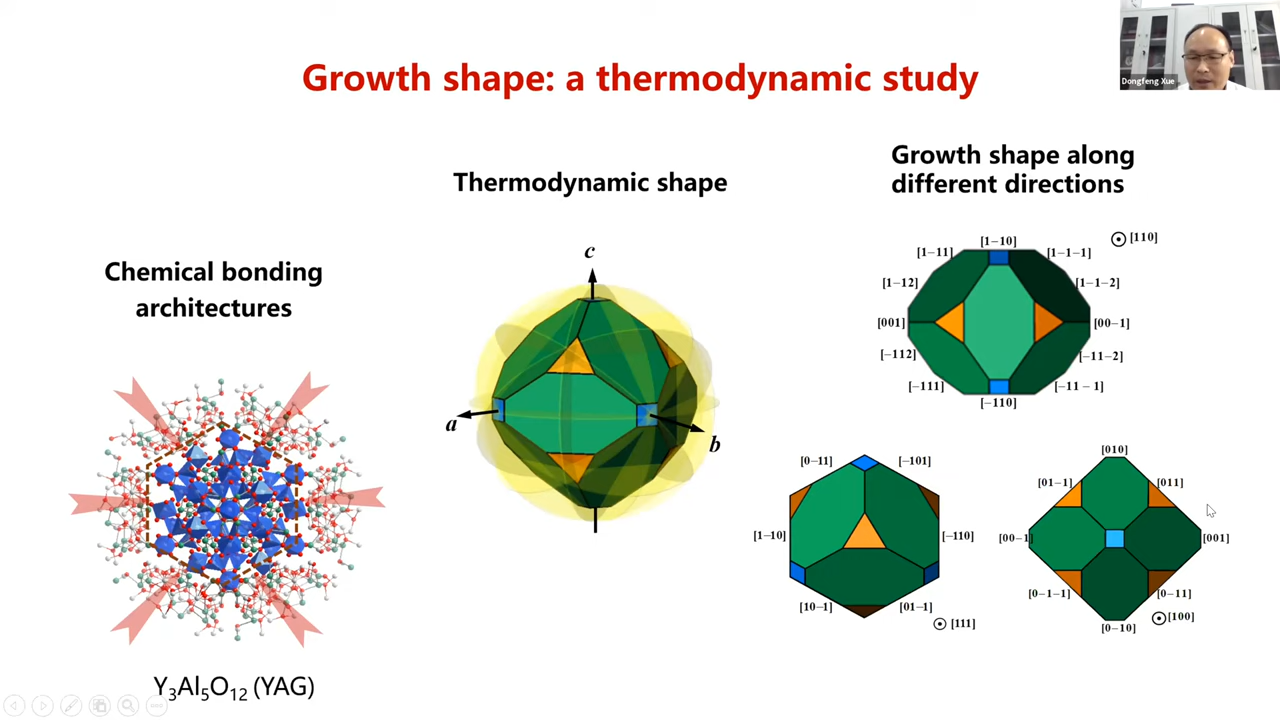 Growth shape: a thermodynamic study
Dongfeng Xue
Chemical bonding
architectures
Y₃Al₅O₁₂ (YAG)
Thermodynamic shape
c
a
b
Growth shape along
different directions
[1−10]
[110]
[1−11]
[1−1−1]
[1−12]
[1−1−2]
[001]
[00−1]
[−112]
[−11−2]
[−111]
[−11 − 1]
[−110]
[0−11]
[−101]
[1−10]
[−110]
[10−1]
[01−1]
[111]
[010]
[01−1]
[011]
[00−1]
[001]
[0−1−1]
[0−11]
[0−10]
[100]